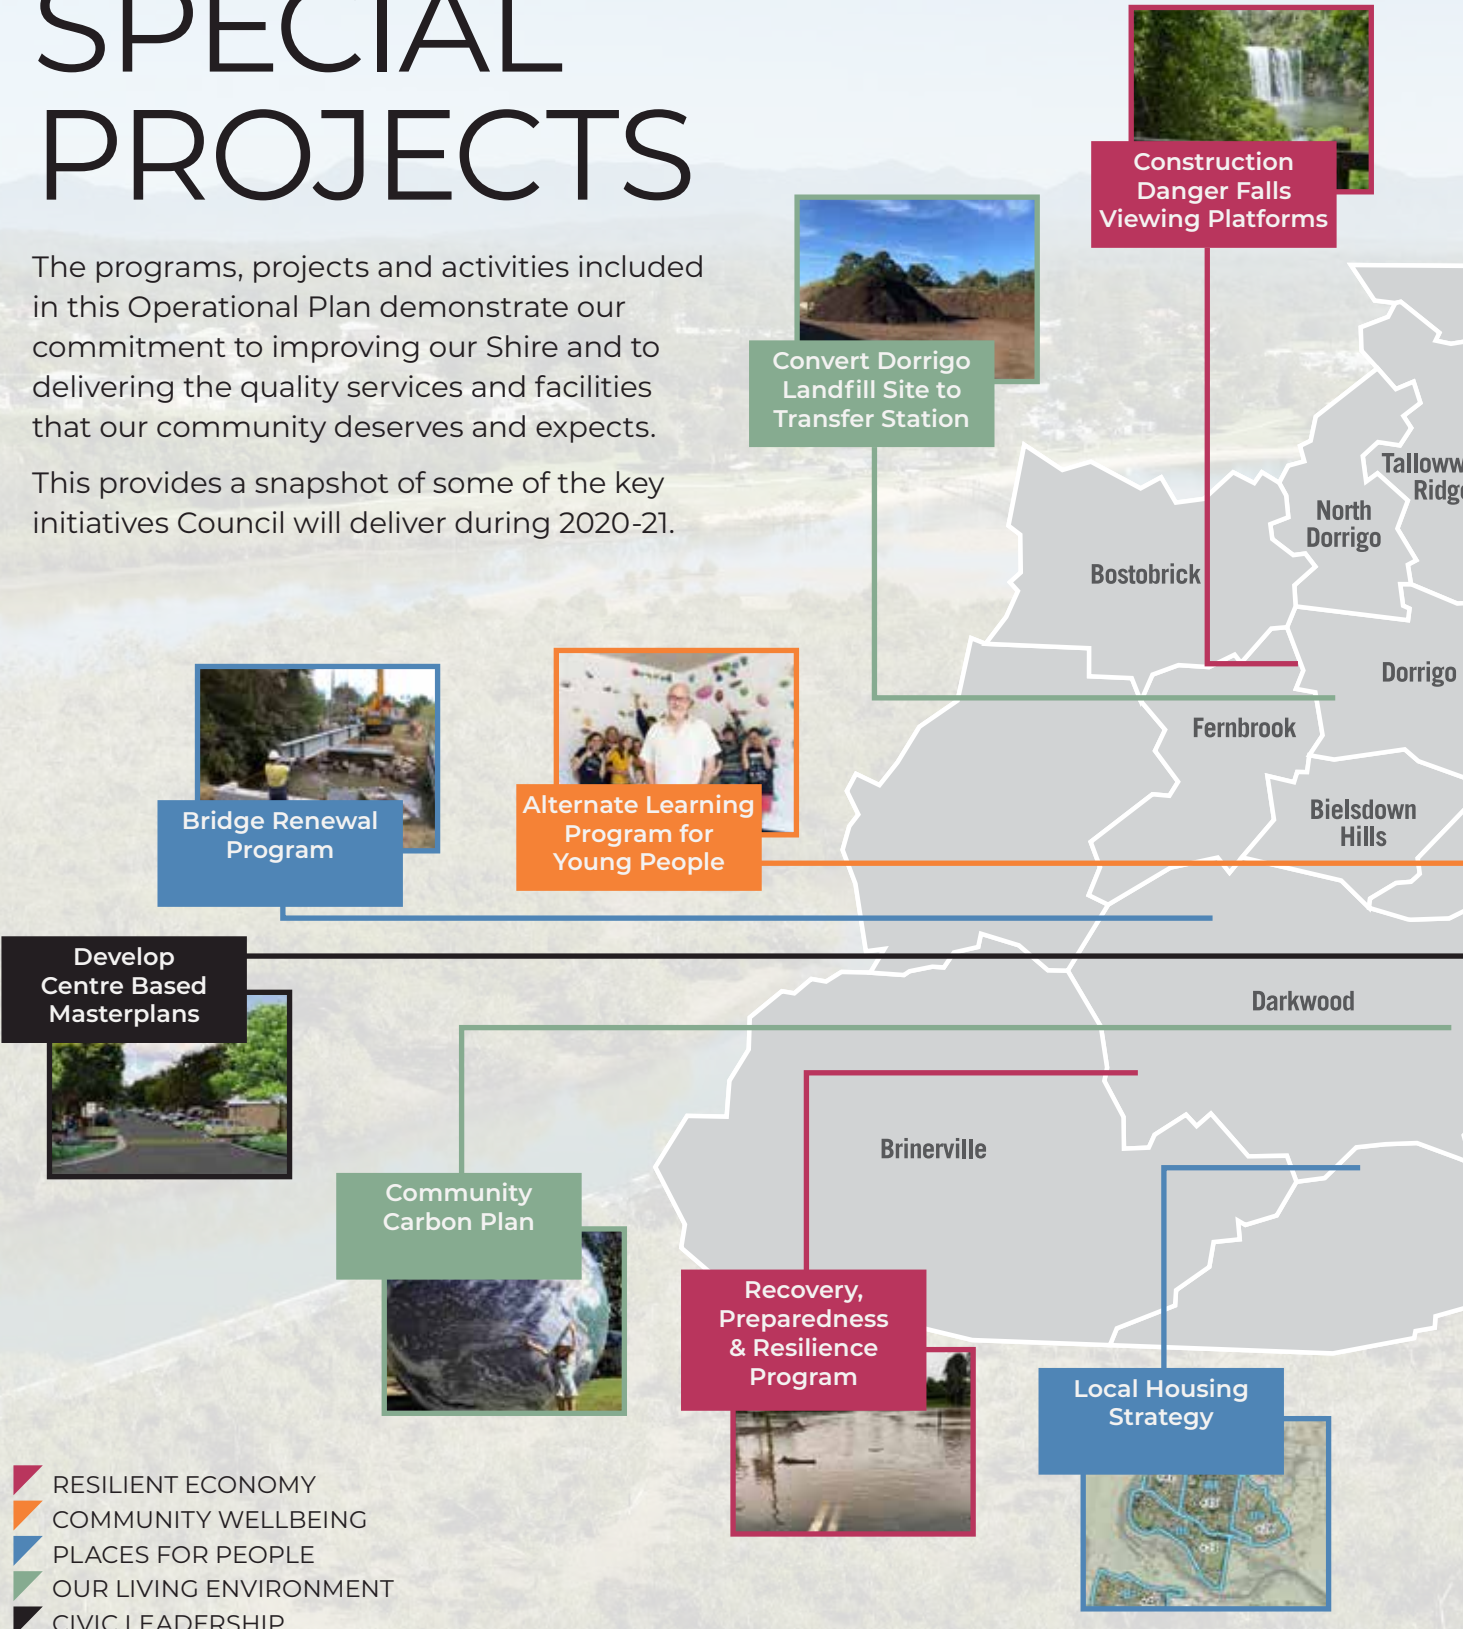 SPECIAL
PROJECTS
The programs, projects and activities included
in this Operational Plan demonstrate our
commitment to improving our Shire and to
delivering the quality services and facilities
that our community deserves and expects.
This provides a snapshot of some of the key
initiatives Council will deliver during 2020-21.
Construction
Danger Falls
Viewing Platforms
Convert Dorrigo
Landfill Site to
Transfer Station
Talloww
Ridge
North
Dorrigo
Bostobrick
Dorrigo
Fernbrook
Bielsdown
Hills
Bridge Renewal
Program
Alternate Learning
Program for
Young People
Develop
Centre Based
Masterplans
Darkwood
Brinerville
Community
Carbon Plan
Recovery,
Preparedness
& Resilience
Program
Local Housing
Strategy
RESILIENT ECONOMY
COMMUNITY WELLBEING
PLACES FOR PEOPLE
OUR LIVING ENVIRONMENT
CIVIC LEADERSHIP